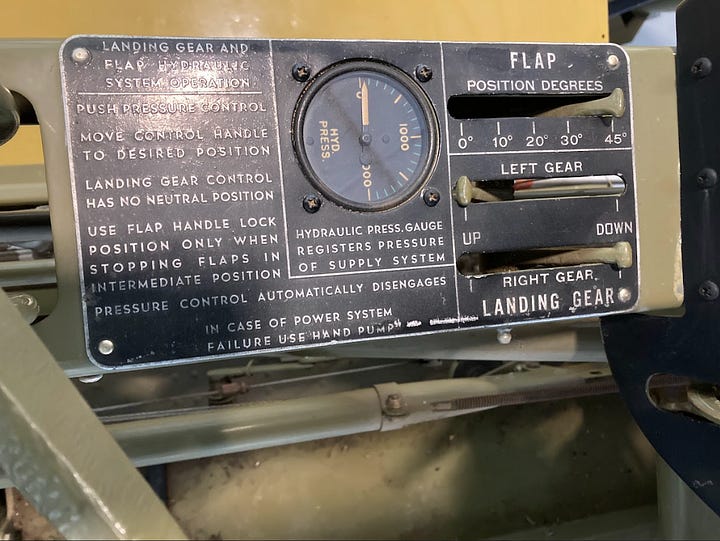 LANDING GEAR AND
FLAP HYDRAULIC
SYSTEM OPERATION
PUSH PRESSURE CONTROL
MOVE CONTROL HANDLE
TO DESIRED POSITION
LANDING GEAR CONTROL
HAS NO NEUTRAL POSITION
USE FLAP HANDLE LOCK
POSITION ONLY WHEN
STOPPING FLAPS IN
INTERMEDIATE POSITION
PRESSURE CONTROL AUTOMATICALLY DISENGAGES
IN CASE OF POWER SYSTEM
FAILURE USE HAND PUMP
0
1000
HYD
PRESS.
HYDRAULIC PRESS. GAUGE
REGISTERS PRESSURE
OF SUPPLY SYSTEM
FLAP
POSITION DEGREES
0° 10° 20° 30° 45°
LEFT GEAR
UP DOWN
RIGHT GEAR
LANDING GEAR